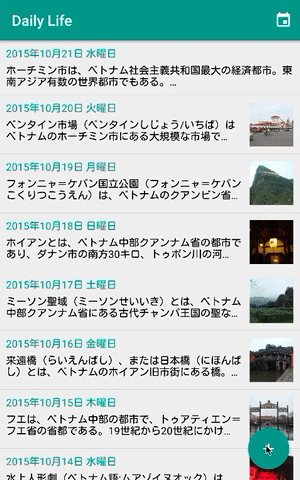 Daily Life
2015年10月21日 水曜日
ホーチミン市は、ベトナム社会主義共和国最大の経済都市。東
南アジア有数の世界都市でもある。...
2015年10月20日 火曜日
ベンタイン市場（ベンタインしじょう/いちば）は
ベトナムのホーチミン市にある大規模な市場で...
2015年10月19日 月曜日
フォンニャ＝ケバン国立公園（フォンニャ＝ケバン
こくりつこうえん）は、ベトナムのクアンビン省...
2015年10月18日 日曜日
ホイアンとは、ベトナム中部クアンナム省の都市で
あり、ダナン市の南方30キロ、トゥボン川の河...
2015年10月17日 土曜日
ミーソン聖域（ミーソンせいいき）とは、ベトナム
中部クアンナム省にある古代チャンパ王国の聖な...
2015年10月16日 金曜日
来遠橋（らいえんばし）、または日本橋（にほんば
し）とは、ベトナムのホイアン旧市街にある橋。...
2015年10月15日 木曜日
フエは、ベトナム中部の都市で、トゥアティエン＝
フエ省の省都である。19世紀から20世紀にかけ...
2015年10月14日 水曜日
水上人形劇（ベトナム語:ムアゾイヌオック）は